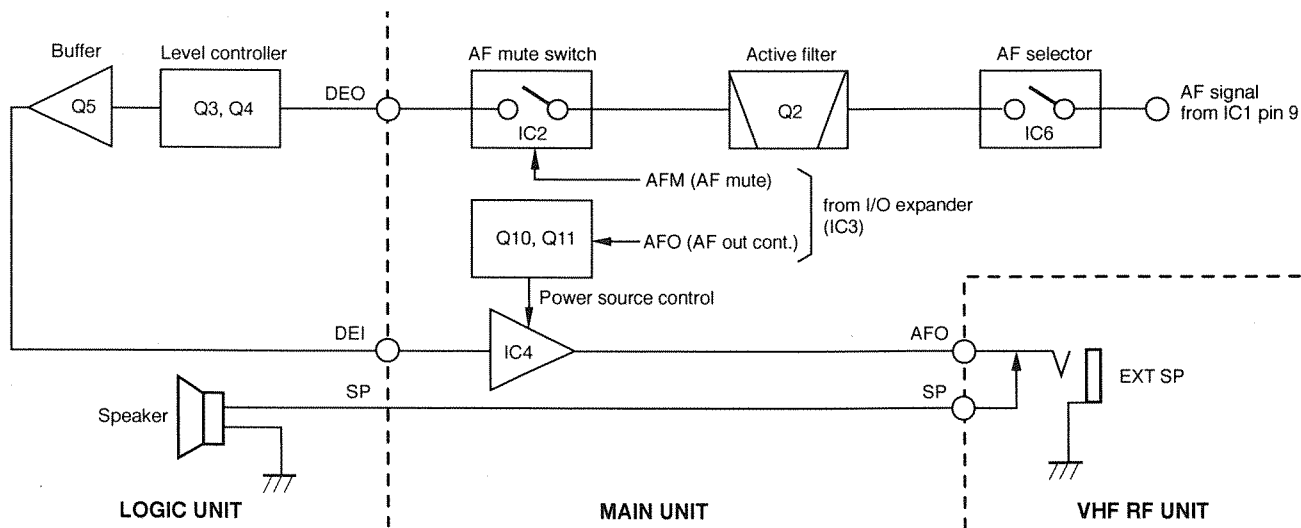 Buffer
Level controller
AF mute switch
Active filter
AF selector
Q5
Q3, Q4
DEO
IC2
Q2
IC6
AF signal
from IC1 pin 9
AFM (AF mute)
from I/O expander
(IC3)
Q10, Q11
AFO (AF out cont.)
Power source control
DEI
IC4
AFO
EXT SP
Speaker
SP
SP
LOGIC UNIT
MAIN UNIT
VHF RF UNIT